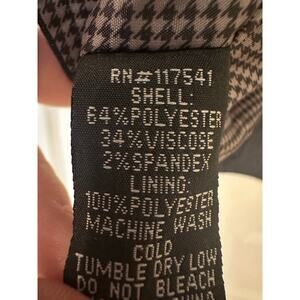 RN#117541
SHELL:
64%POLYESTER
34%VISCOSE
2%SPANDEX
LINING:
100%POLYESTER
MACHINE WASH
COLD
TUMBLE DRY LOW
DO NOT BLEACH